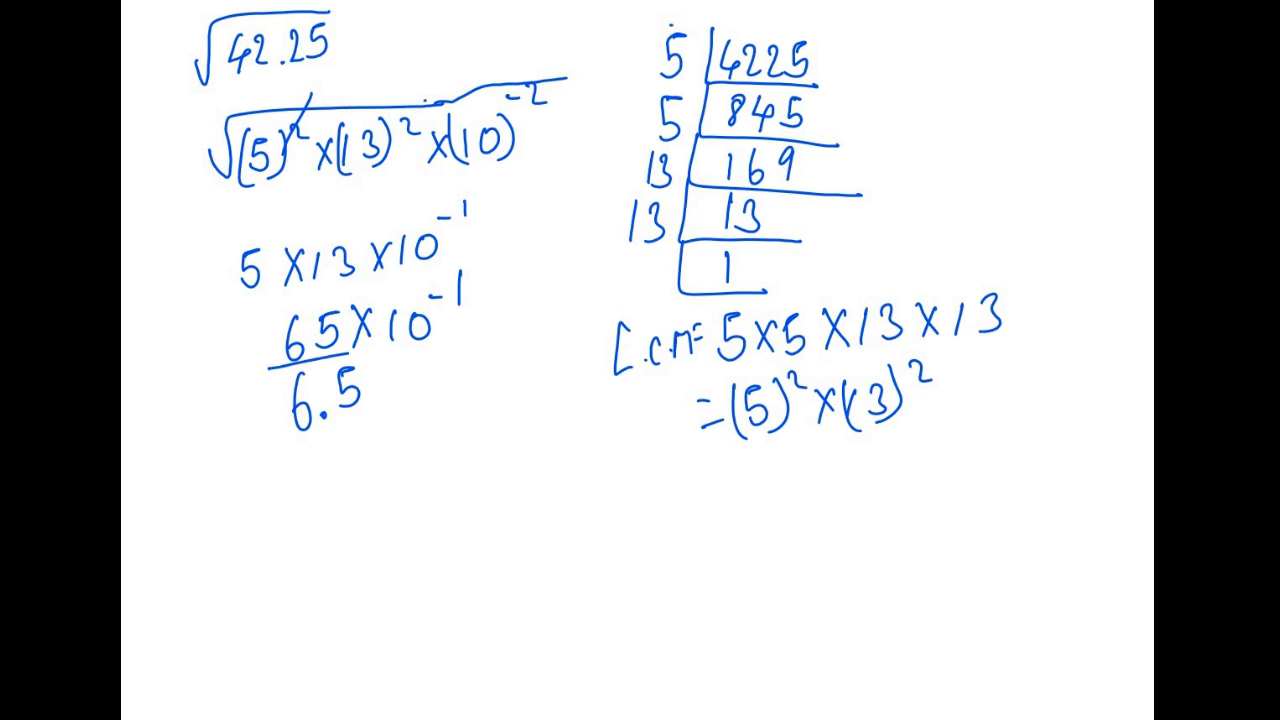 √42.25
√(5)²×(13)²×(10)⁻²
5×13×10⁻¹
65×10⁻¹
6.5
5 | 4225
5 | 845
13 | 169
13 | 13
1
L.C.M= 5×5×13×13
=(5)²×(13)²